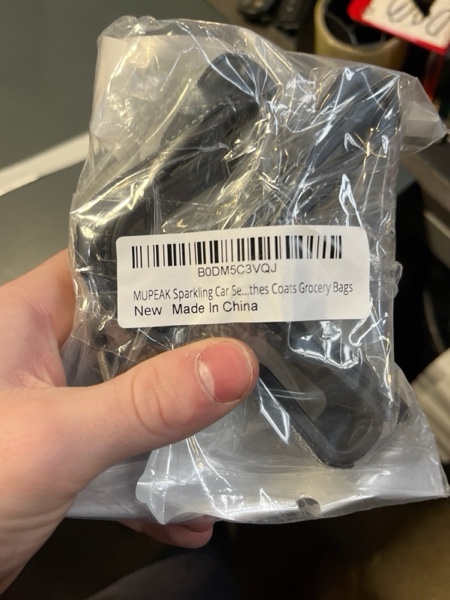 B0DM5C3VQJ
MUPEAK Sparkling Car Se...thes Coats Grocery Bags
New Made In China